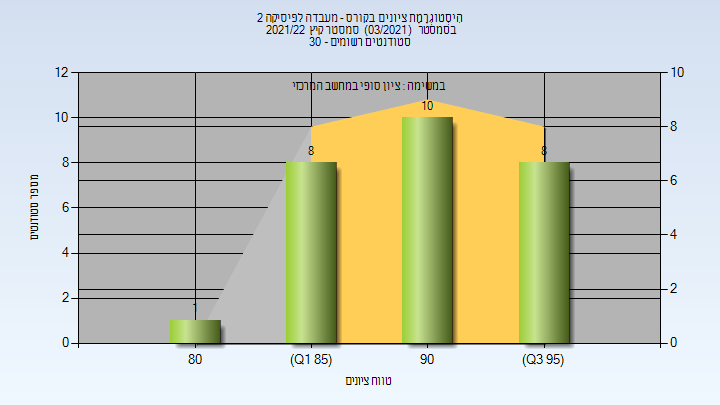 היסטוגרמת ציונים בקורס - מעבדה לפיסיקה 2
בסמסטר (03/2021) סמסטר קיץ 2021/22
סטודנטים רשומים - 30
במשימה : ציון סופי במחשב המרכזי
12
10
8
6
4
2
0
10
8
6
4
2
0
מספר סטודנטים
1
8
10
8
80
(Q1 85)
90
(Q3 95)
טווח ציונים